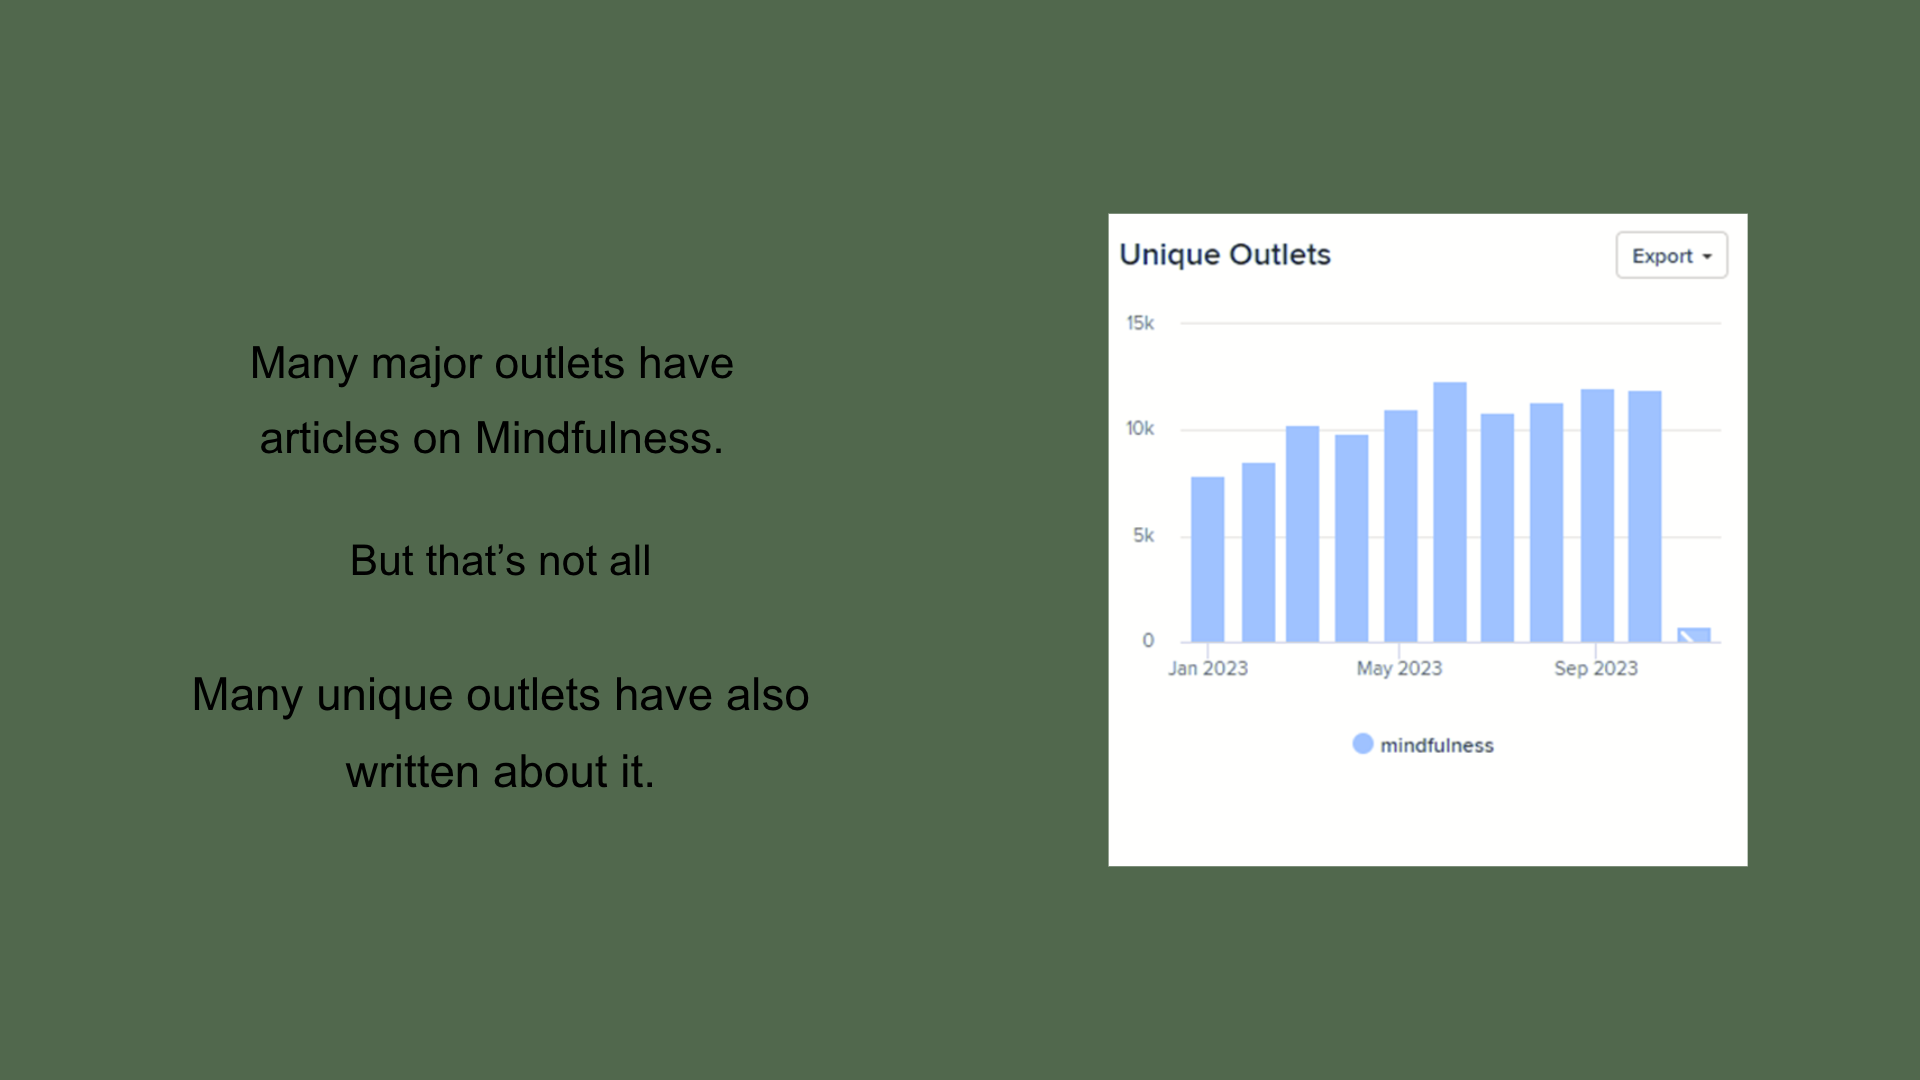 Many major outlets have
articles on Mindfulness.
But that’s not all
Many unique outlets have also
written about it.
Unique Outlets
Export
15k
10k
5k
0
Jan 2023
May 2023
Sep 2023
mindfulness